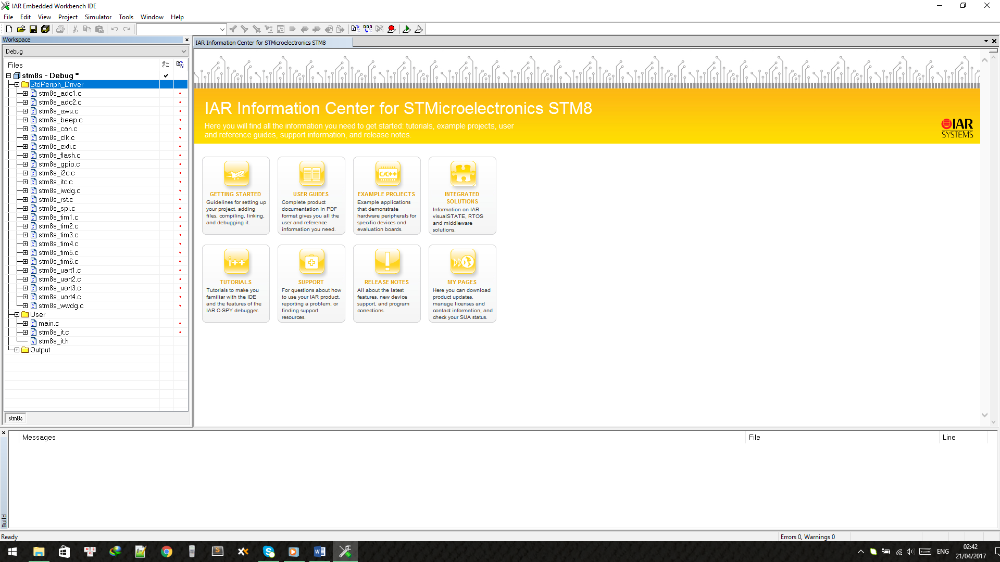 IAR Embedded Workbench IDE
File Edit View Project Simulator Tools Window Help
Workspace
IAR Information Center for STMicroelectronics STM8
Debug
Files
stm8s - Debug *
StdPeriph_Driver
stm8s_adc1.c
stm8s_adc2.c
stm8s_awu.c
stm8s_beep.c
stm8s_can.c
stm8s_clk.c
stm8s_exti.c
stm8s_flash.c
stm8s_gpio.c
stm8s_i2c.c
stm8s_itc.c
stm8s_iwdg.c
stm8s_rst.c
stm8s_spi.c
stm8s_tim1.c
stm8s_tim2.c
stm8s_tim3.c
stm8s_tim4.c
stm8s_tim5.c
stm8s_tim6.c
stm8s_uart1.c
stm8s_uart2.c
stm8s_uart3.c
stm8s_uart4.c
stm8s_wwdg.c
User
main.c
stm8s_it.c
stm8s_it.h
Output
stm8s
IAR Information Center for STMicroelectronics STM8
Here you will find all the information you need to get started: tutorials, example projects, user
and reference guides, support information, and release notes.
IAR
SYSTEMS
GETTING STARTED
Guidelines for setting up
your project, adding
files, compiling, linking,
and debugging it.
USER GUIDES
Complete product
documentation in PDF
format gives you all the
user and reference
information you need.
C/C++
EXAMPLE PROJECTS
Example applications
that demonstrate
hardware peripherals for
specific devices and
evaluation boards.
INTEGRATED
SOLUTIONS
Information on IAR
visualSTATE, RTOS
and middleware
solutions.
i++
TUTORIALS
Tutorials to make you
familiar with the IDE
and the features of the
IAR C-SPY debugger.
SUPPORT
For questions about how
to use your IAR product,
reporting a problem, or
finding support
resources.
RELEASE NOTES
All about the latest
features, new device
support, and program
corrections.
MY PAGES
Here you can download
product updates,
manage licenses and
contact information, and
check your SUA status.
Messages File Line
Build
Ready
Errors 0, Warnings 0
ENG
02:42
21/04/2017